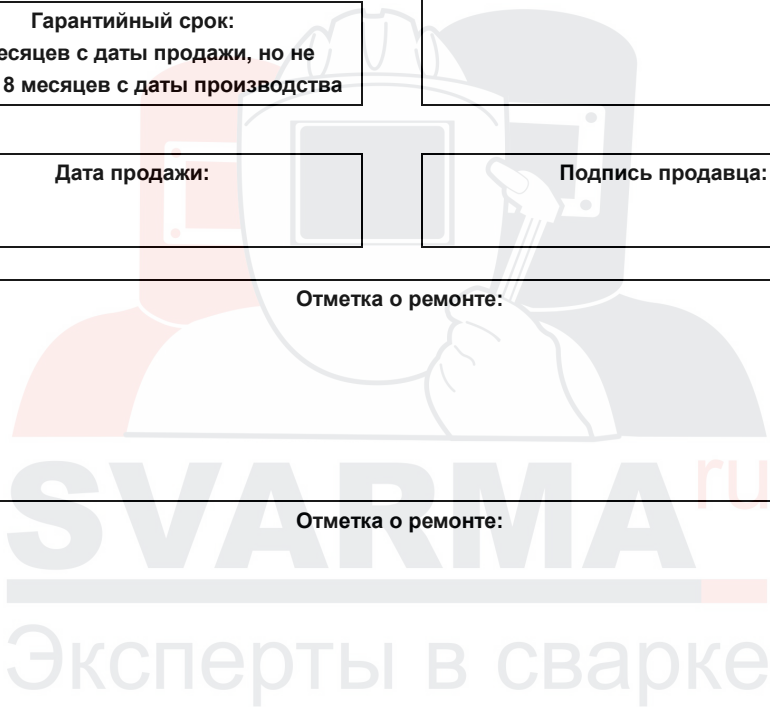 Гарантийный срок:
есяцев с даты продажи, но не
8 месяцев с даты производства
Дата продажи:
Подпись продавца:
Отметка о ремонте:
SVARMA ru
Отметка о ремонте:
Эксперты в сварке